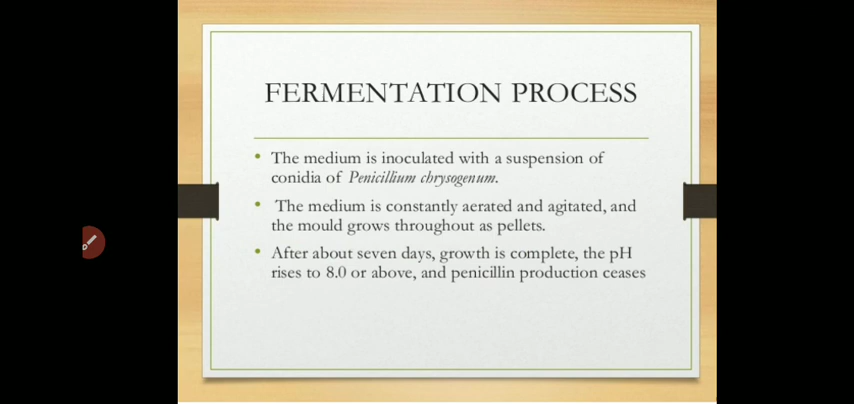 FERMENTATION PROCESS
• The medium is inoculated with a suspension of
conidia of Penicillium chrysogenum.
• The medium is constantly aerated and agitated, and
the mould grows throughout as pellets.
• After about seven days, growth is complete, the pH
rises to 8.0 or above, and penicillin production ceases